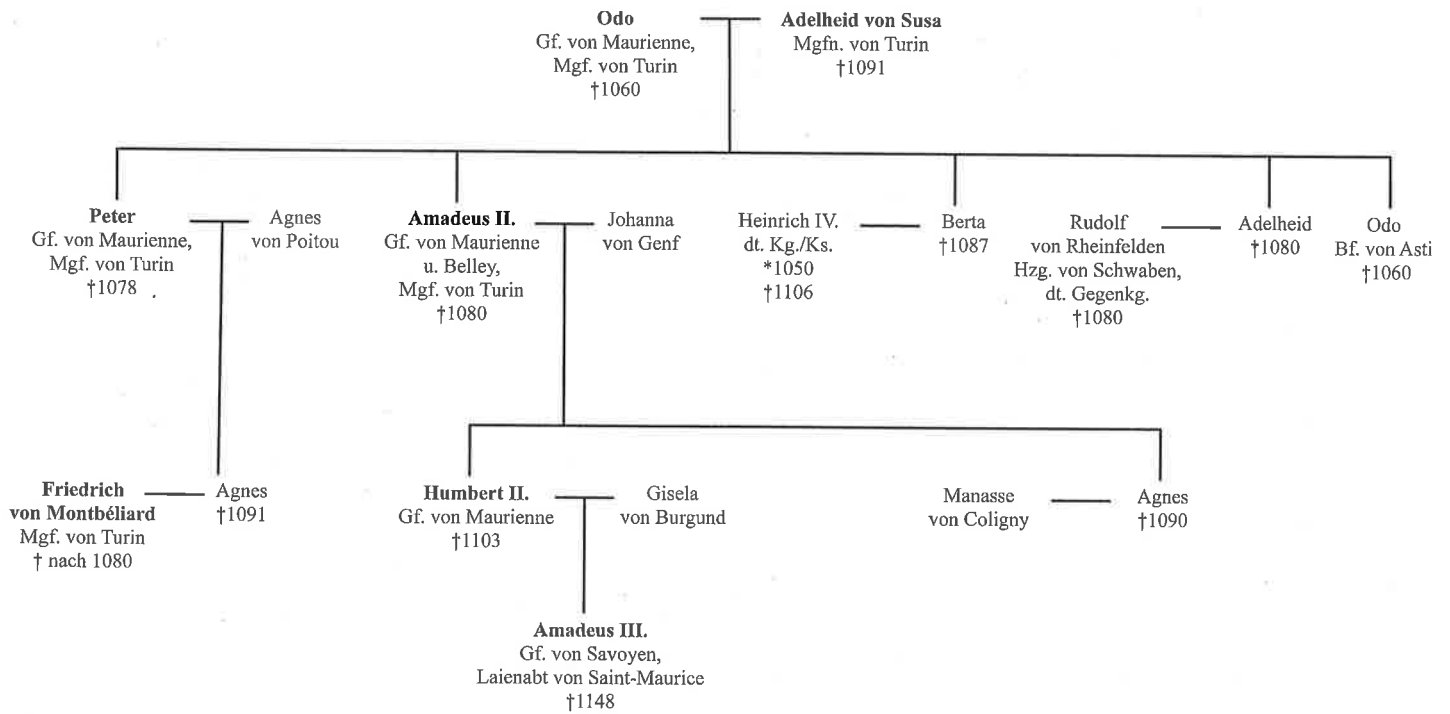 Odo
Gf. von Maurienne,
Mgf. von Turin
†1060
Adelheid von Susa
Mgfn. von Turin
†1091
Peter
Gf. von Maurienne,
Mgf. von Turin
†1078
Agnes
von Poitou
Amadeus II.
Gf. von Maurienne
u. Belley,
Mgf. von Turin
†1080
Johanna
von Genf
Heinrich IV.
dt. Kg./Ks.
*1050
†1106
Berta
†1087
Rudolf
von Rheinfelden
Hzg. von Schwaben,
dt. Gegenkg.
†1080
Adelheid
†1080
Odo
Bf. von Asti
†1060
Friedrich
von Montbéliard
Mgf. von Turin
† nach 1080
Agnes
†1091
Humbert II.
Gf. von Maurienne
†1103
Gisela
von Burgund
Manasse
von Coligny
Agnes
†1090
Amadeus III.
Gf. von Savoyen,
Laienabt von Saint-Maurice
†1148